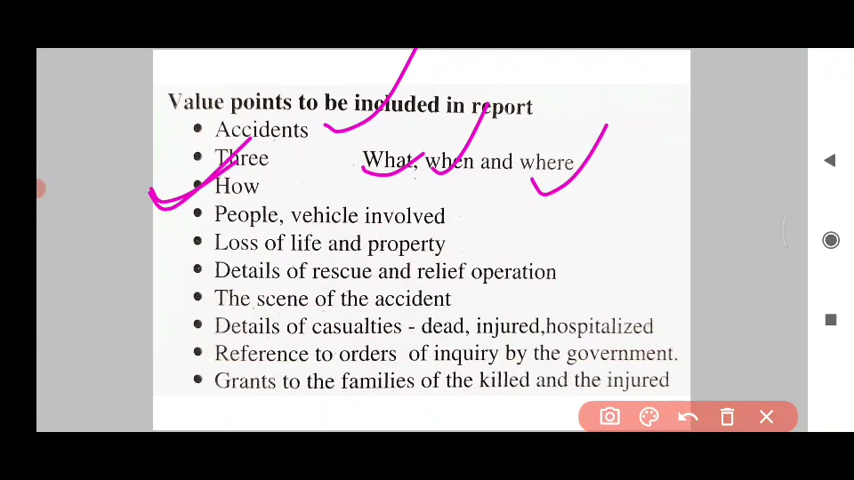 Value points to be included in report
• Accidents
• Three What, when and where
• How
• People, vehicle involved
• Loss of life and property
• Details of rescue and relief operation
• The scene of the accident
• Details of casualties - dead, injured,hospitalized
• Reference to orders of inquiry by the government.
• Grants to the families of the killed and the injured